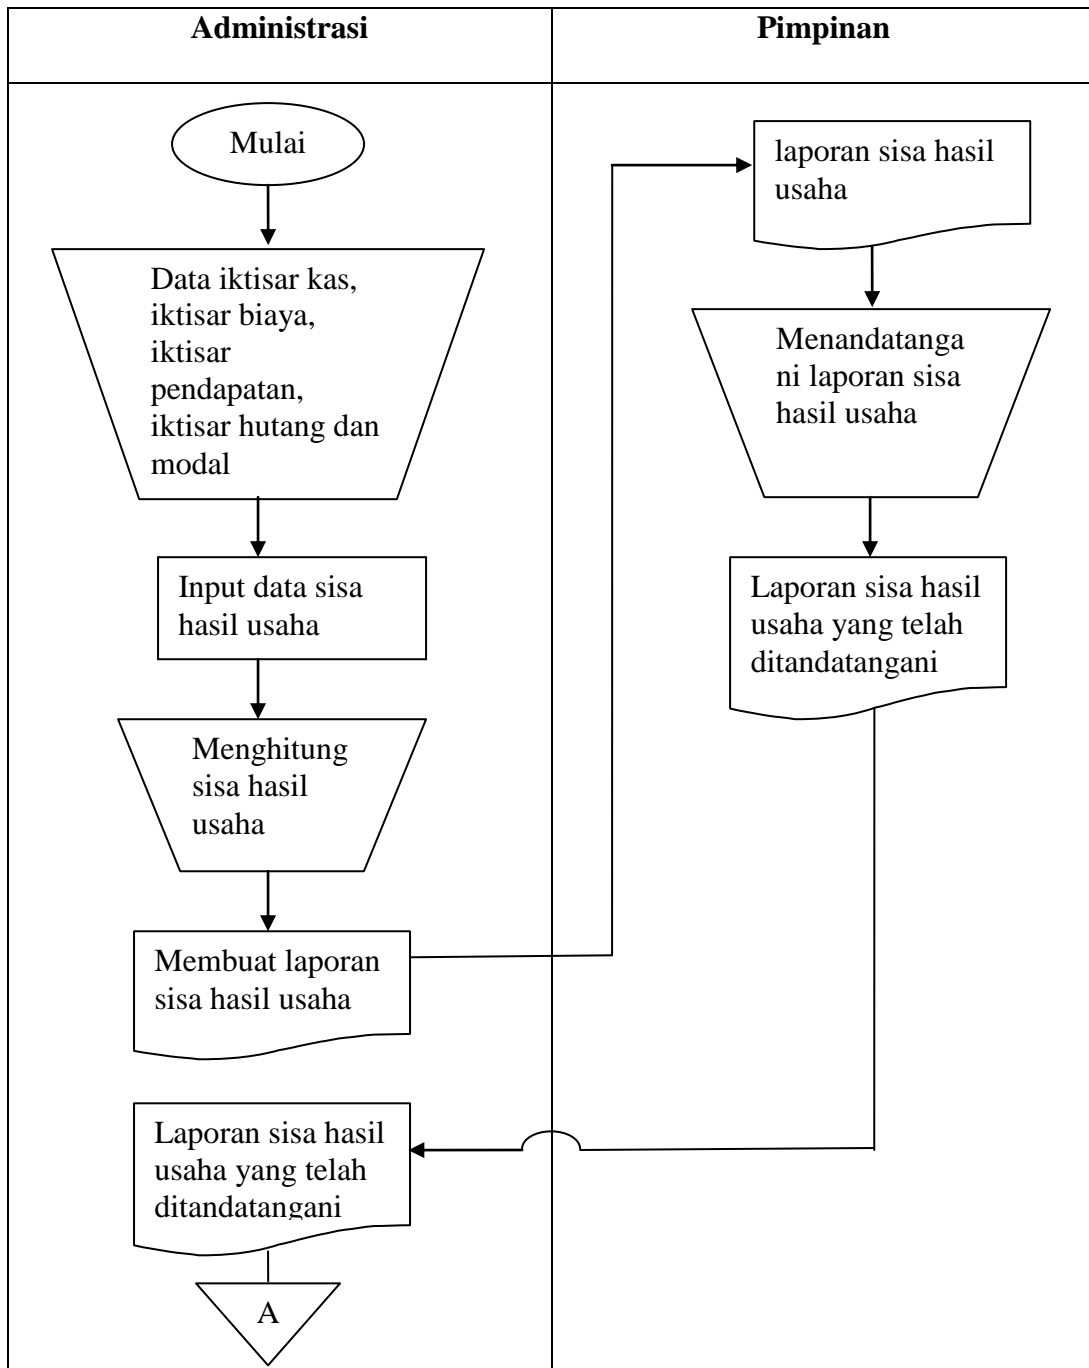 Administrasi
Pimpinan
Mulai
Data iktisar kas,
iktisar biaya,
iktisar
pendapatan,
iktisar hutang dan
modal
Input data sisa
hasil usaha
Menghitung
sisa hasil
usaha
Membuat laporan
sisa hasil usaha
laporan sisa hasil
usaha
Menandatanga
ni laporan sisa
hasil usaha
Laporan sisa hasil
usaha yang telah
ditandatangani
Laporan sisa hasil
usaha yang telah
ditandatangani
A